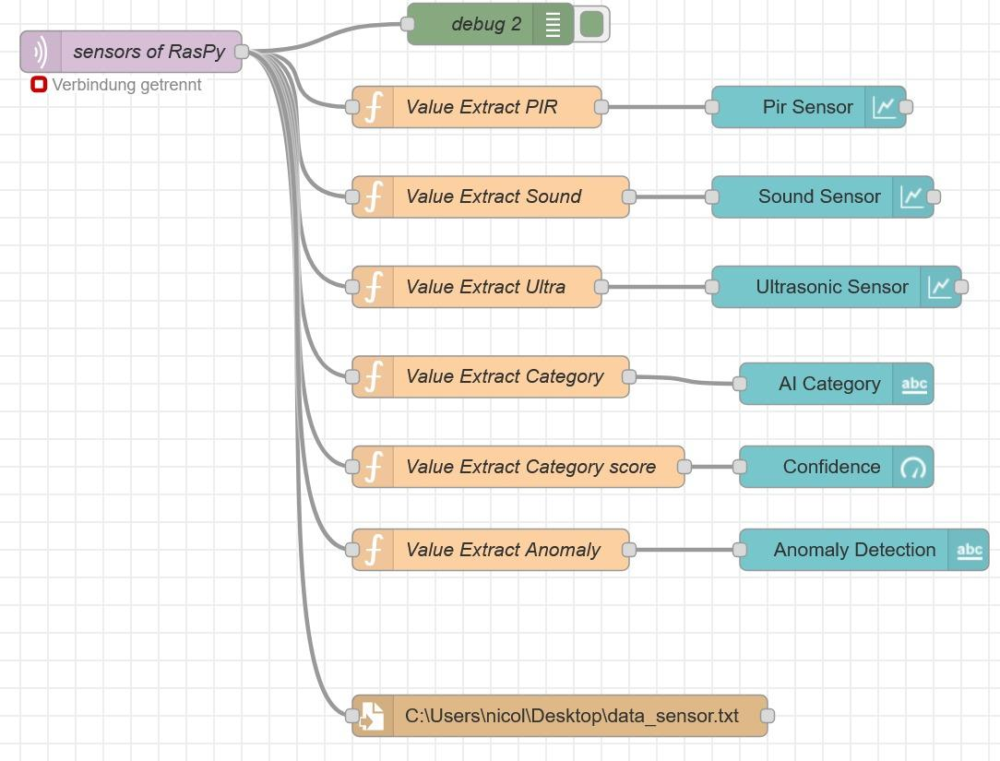 debug 2
sensors of RasPy
Verbindung getrennt
Value Extract PIR
Pir Sensor
Value Extract Sound
Sound Sensor
Value Extract Ultra
Ultrasonic Sensor
Value Extract Category
AI Category
abc
Value Extract Category score
Confidence
Value Extract Anomaly
Anomaly Detection
abc
C:\Users\nicol\Desktop\data_sensor.txt